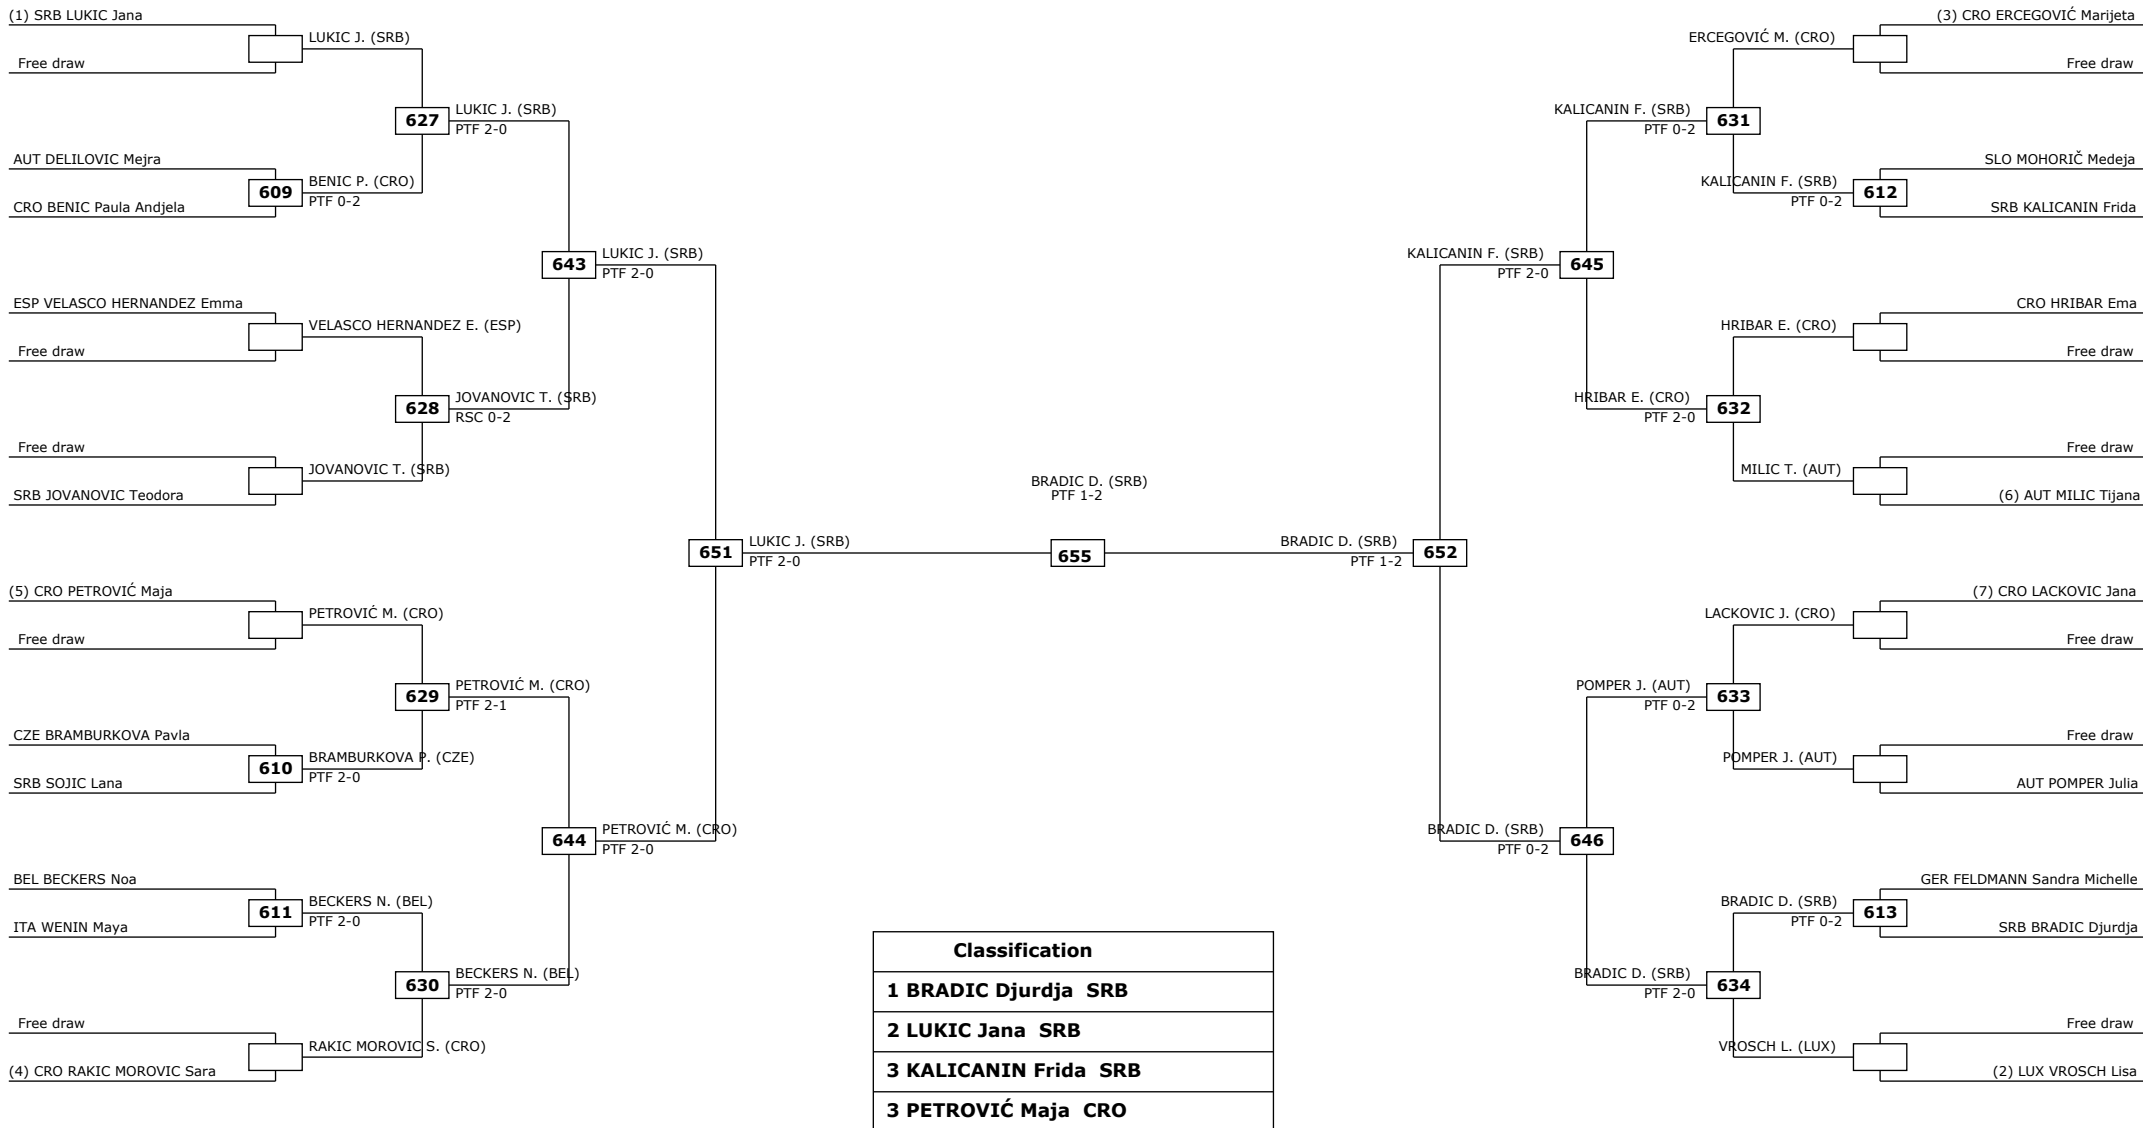 (1) SRB LUKIC Jana
LUKIC J. (SRB)
Free draw
627
LUKIC J. (SRB)
PTF 2-0
AUT DELILOVIC Mejra
609
BENIC P. (CRO)
PTF 0-2
CRO BENIC Paula Andjela
643
LUKIC J. (SRB)
PTF 2-0
ESP VELASCO HERNANDEZ Emma
VELASCO HERNANDEZ E. (ESP)
Free draw
628
JOVANOVIC T. (SRB)
RSC 0-2
Free draw
JOVANOVIC T. (SRB)
SRB JOVANOVIC Teodora
651
LUKIC J. (SRB)
PTF 2-0
(5) CRO PETROVIĆ Maja
PETROVIĆ M. (CRO)
Free draw
629
PETROVIĆ M. (CRO)
PTF 2-1
CZE BRAMBURKOVA Pavla
610
BRAMBURKOVA P. (CZE)
PTF 2-0
SRB SOJIC Lana
644
PETROVIĆ M. (CRO)
PTF 2-0
BEL BECKERS Noa
611
BECKERS N. (BEL)
PTF 2-0
ITA WENIN Maya
630
BECKERS N. (BEL)
PTF 2-0
Free draw
RAKIC MOROVIC S. (CRO)
(4) CRO RAKIC MOROVIC Sara
BRADIC D. (SRB)
PTF 1-2
655
(3) CRO ERCEGOVIĆ Marijeta
ERCEGOVIĆ M. (CRO)
Free draw
KALICANIN F. (SRB)
PTF 0-2
631
SLO MOHORIČ Medeja
KALICANIN F. (SRB)
PTF 0-2
612
SRB KALICANIN Frida
KALICANIN F. (SRB)
PTF 2-0
645
CRO HRIBAR Ema
HRIBAR E. (CRO)
Free draw
HRIBAR E. (CRO)
PTF 2-0
632
Free draw
MILIC T. (AUT)
(6) AUT MILIC Tijana
BRADIC D. (SRB)
PTF 1-2
652
(7) CRO LACKOVIC Jana
LACKOVIC J. (CRO)
Free draw
POMPER J. (AUT)
PTF 0-2
633
Free draw
POMPER J. (AUT)
AUT POMPER Julia
BRADIC D. (SRB)
PTF 0-2
646
GER FELDMANN Sandra Michelle
BRADIC D. (SRB)
PTF 0-2
613
SRB BRADIC Djurdja
BRADIC D. (SRB)
PTF 2-0
634
Free draw
VROSCH L. (LUX)
(2) LUX VROSCH Lisa
Classification
1 BRADIC Djurdja SRB
2 LUKIC Jana SRB
3 KALICANIN Frida SRB
3 PETROVIĆ Maja CRO